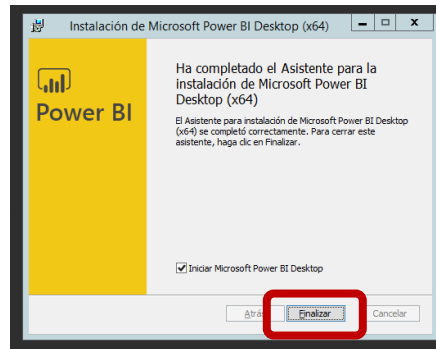 Instalación de Microsoft Power BI Desktop (x64)
Power BI
Ha completado el Asistente para la
instalación de Microsoft Power BI
Desktop (x64)
El Asistente para instalación de Microsoft Power BI Desktop
(x64) se completó correctamente. Para cerrar este
asistente, haga clic en Finalizar.
Iniciar Microsoft Power BI Desktop
Atrás Finalizar Cancelar